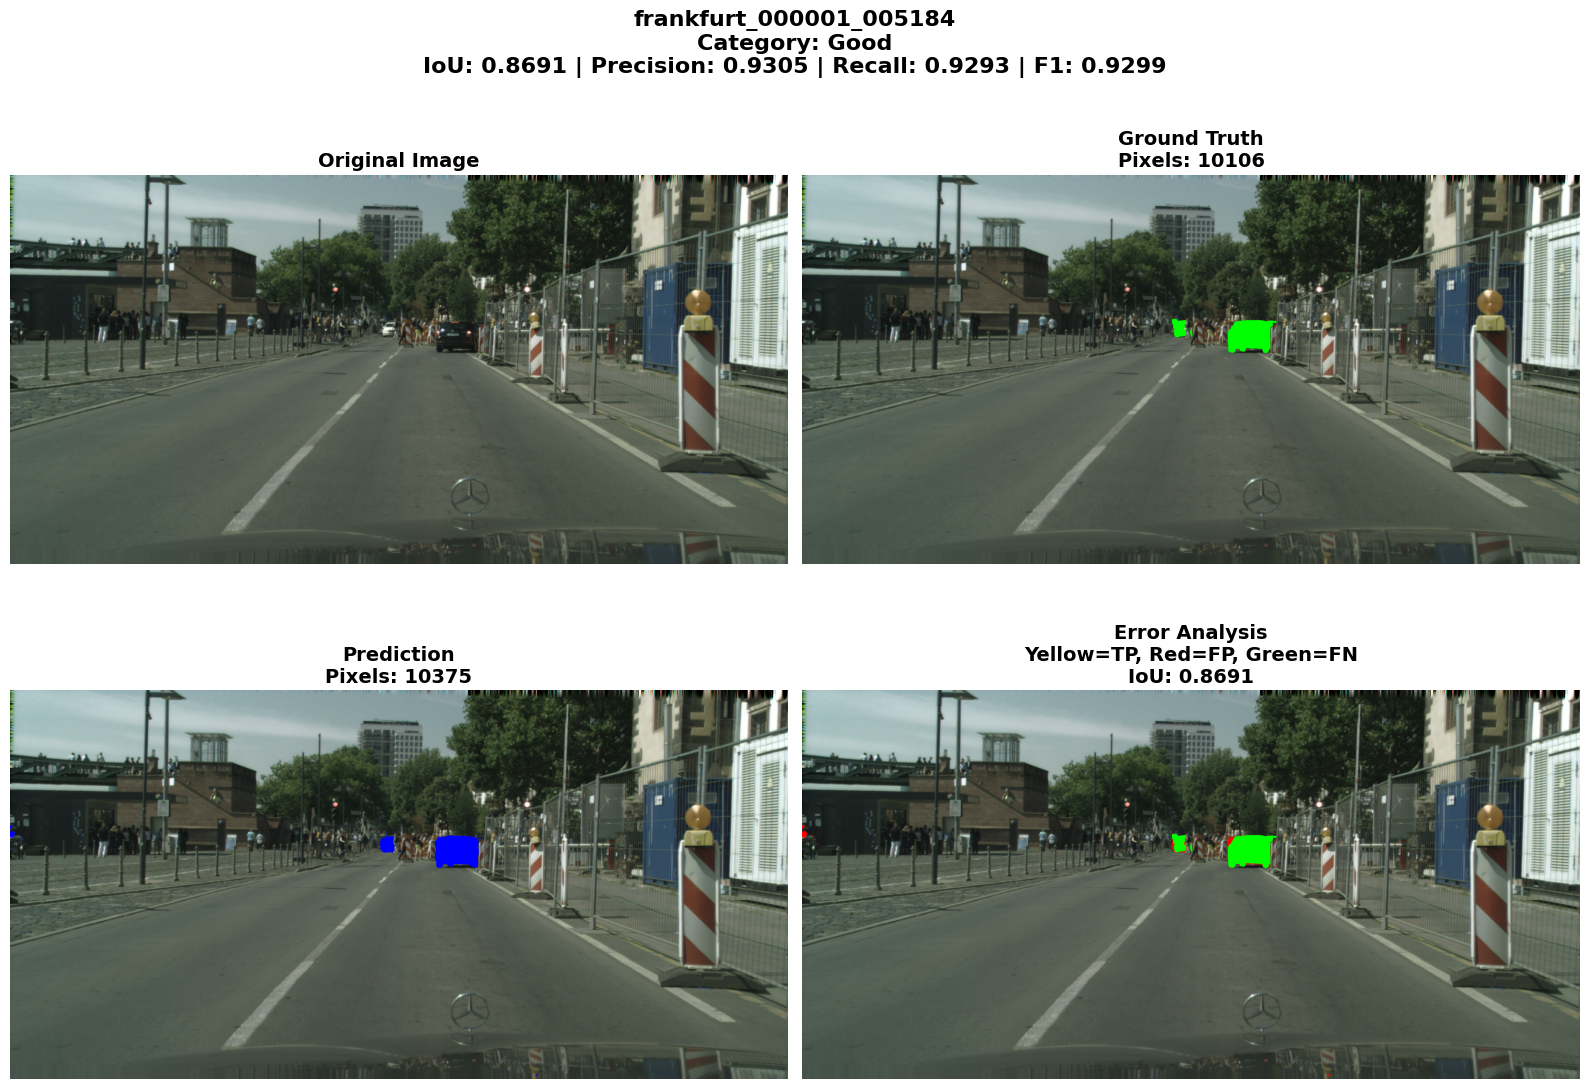 frankfurt_000001_005184
Category: Good
IoU: 0.8691 | Precision: 0.9305 | Recall: 0.9293 | F1: 0.9299
Original Image
Ground Truth
Pixels: 10106
Prediction
Pixels: 10375
Error Analysis
Yellow=TP, Red=FP, Green=FN
IoU: 0.8691